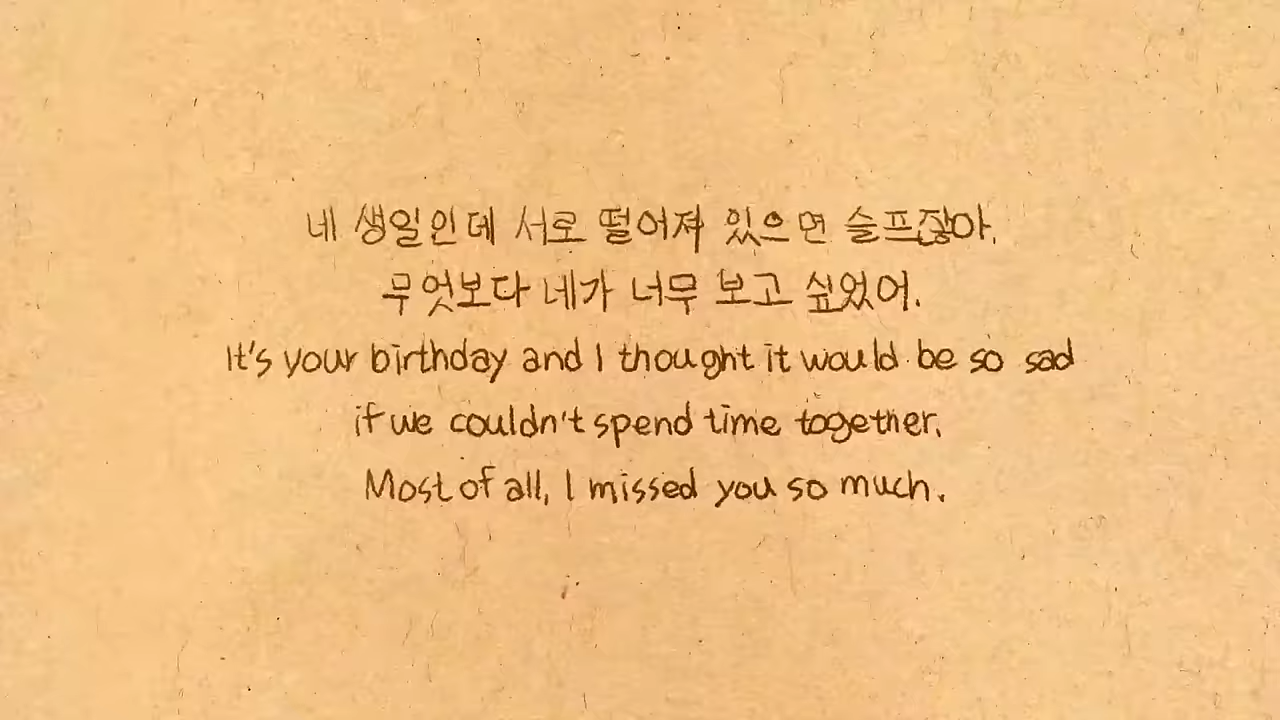 네 생일인데 서로 떨어져 있으면 슬프잖아.
무엇보다 네가 너무 보고 싶었어.
It's your birthday and I thought it would be so sad
if we couldn't spend time together.
Most of all, I missed you so much.